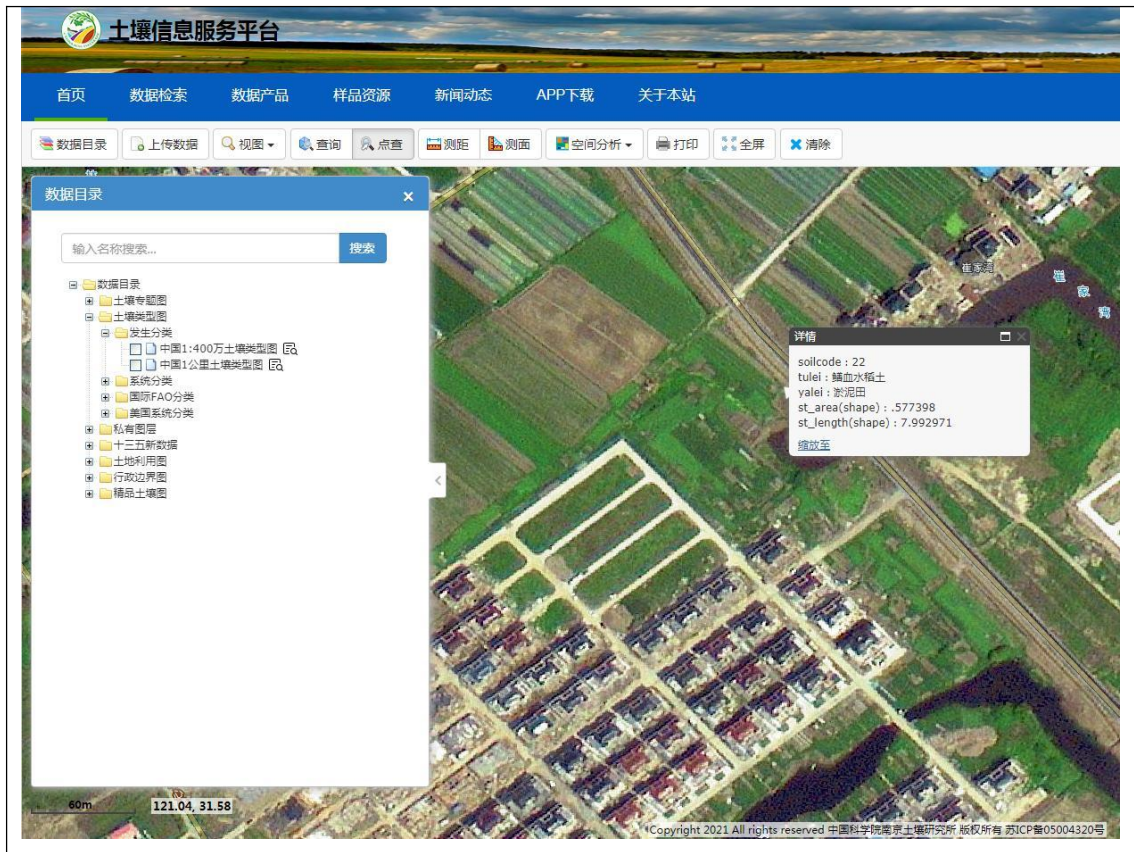 土壤信息服务平台
首页 数据检索 数据产品 样品资源 新闻动态 APP下载 关于本站
数据目录 上传数据 视图 查询 点查 测距 测面 空间分析 打印 全屏 清除
数据目录 ×
输入名称搜索... 搜索
数据目录
土壤专题图
土壤类型图
发生分类
中国1:400万土壤类型图
中国1公里土壤类型图
系统分类
国际FAO分类
美国系统分类
私有图层
十三五新数据
土地利用图
行政边界图
精品土壤图
崔家湾
崔家湾
详情
soilcode : 22
tulei : 鳝血水稻土
yalei : 淤泥田
st_area(shape) : .577398
st_length(shape) : 7.992971
缩放至
60m
121.04, 31.58
Copyright 2021 All rights reserved 中国科学院南京土壤研究所 版权所有 苏ICP备05004320号